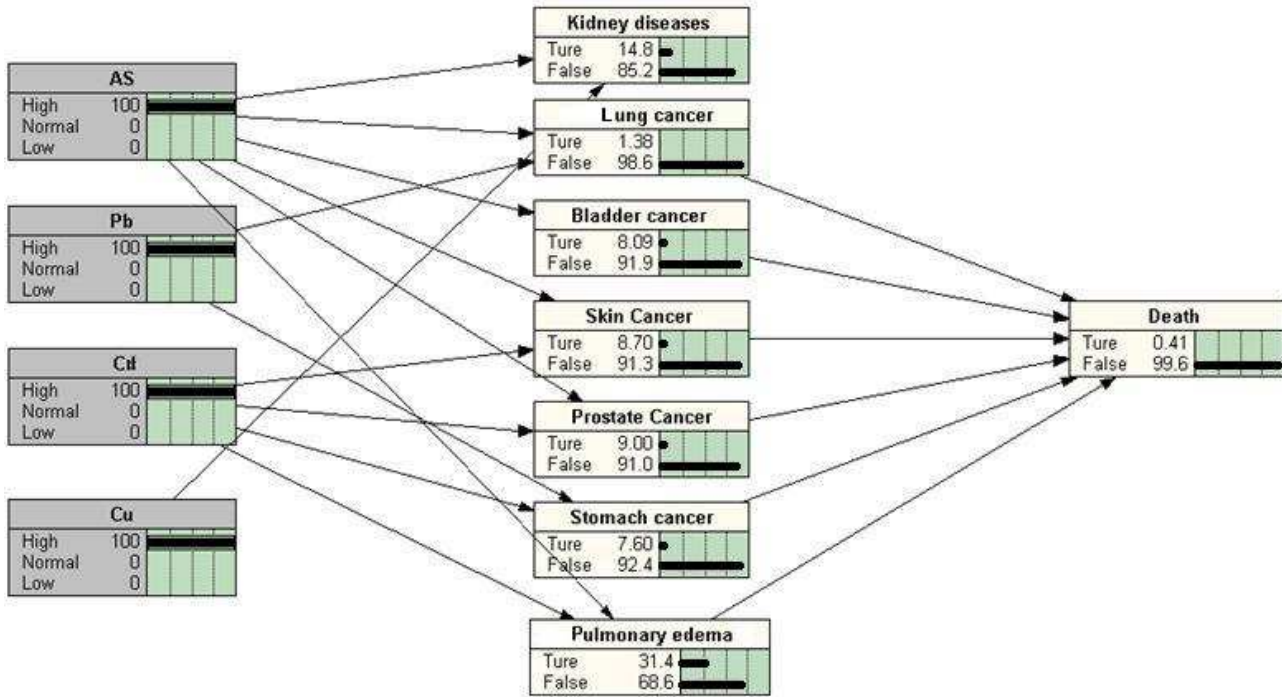 AS
High 100
Normal 0
Low 0
Pb
High 100
Normal 0
Low 0
Cd
High 100
Normal 0
Low 0
Cu
High 100
Normal 0
Low 0
Kidney diseases
Ture 14.8
False 85.2
Lung cancer
Ture 1.38
False 98.6
Bladder cancer
Ture 8.09
False 91.9
Skin Cancer
Ture 8.70
False 91.3
Prostate Cancer
Ture 9.00
False 91.0
Stomach cancer
Ture 7.60
False 92.4
Pulmonary edema
Ture 31.4
False 68.6
Death
Ture 0.41
False 99.6